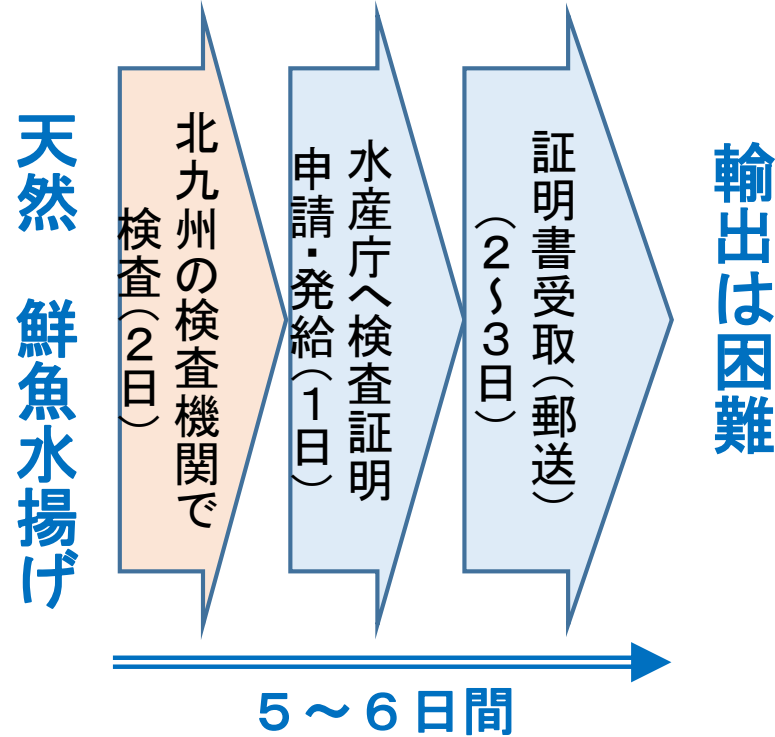 天然　鮮魚水揚げ
北九州の検査機関で
検査（２日）
水産庁へ検査証明
申請・発給（１日）
証明書受取（郵送）
（２～３日）
輸出は困難
５～６日間